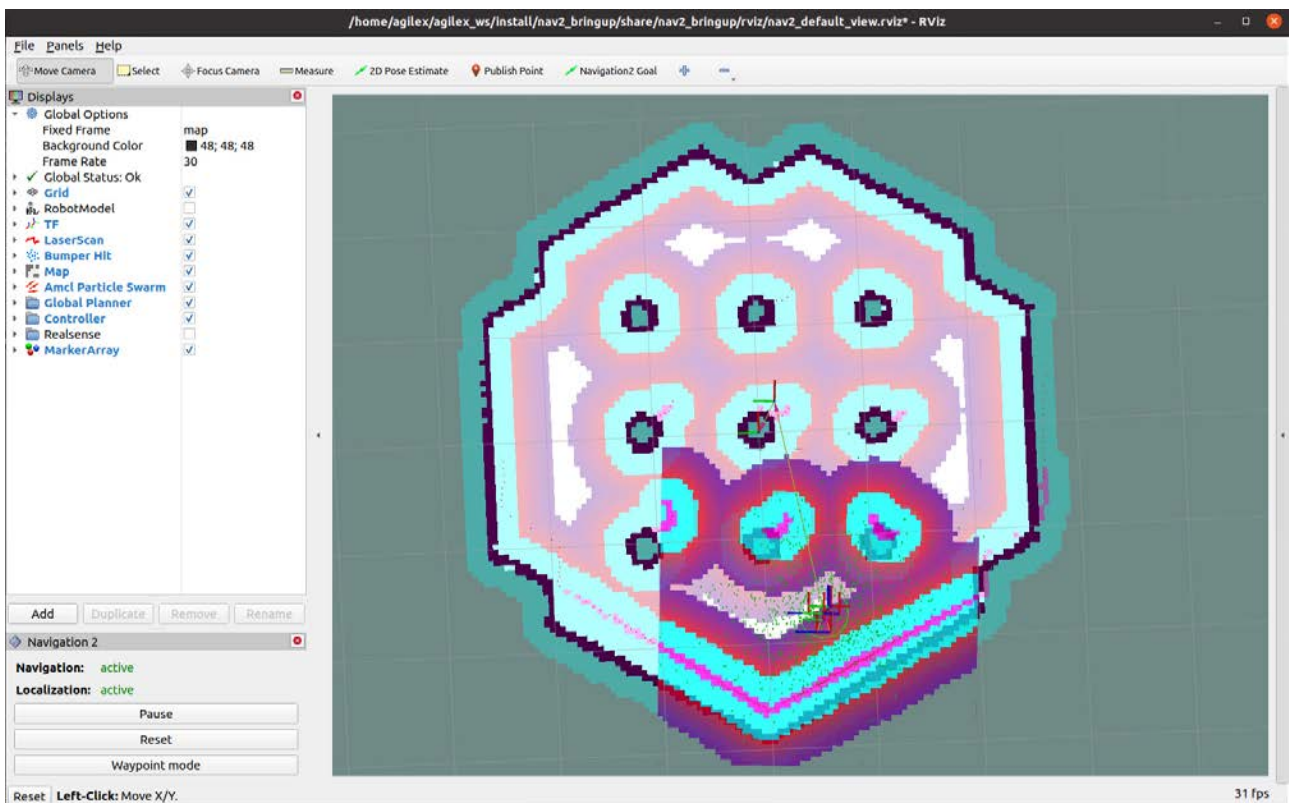 /home/agilex/agilex_ws/install/nav2_bringup/share/nav2_bringup/rviz/nav2_default_view.rviz* - RViz
File Panels Help
Move Camera Select Focus Camera Measure 2D Pose Estimate Publish Point Navigation2 Goal
Displays
Global Options
Fixed Frame map
Background Color 48; 48; 48
Frame Rate 30
Global Status: Ok
Grid
RobotModel
TF
LaserScan
Bumper Hit
Map
Amcl Particle Swarm
Global Planner
Controller
Realsense
MarkerArray
Add Duplicate Remove Rename
Navigation 2
Navigation: active
Localization: active
Pause
Reset
Waypoint mode
Reset Left-Click: Move X/Y. 31 fps